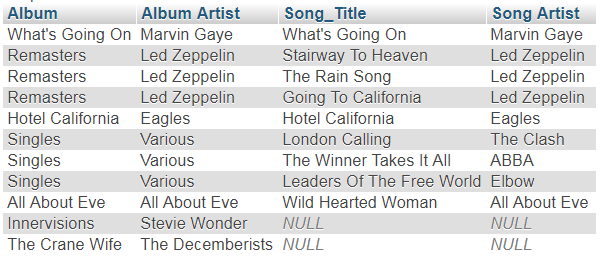 Album Album Artist Song_Title Song Artist
What's Going On Marvin Gaye What's Going On Marvin Gaye
Remasters Led Zeppelin Stairway To Heaven Led Zeppelin
Remasters Led Zeppelin The Rain Song Led Zeppelin
Remasters Led Zeppelin Going To California Led Zeppelin
Hotel California Eagles Hotel California Eagles
Singles Various London Calling The Clash
Singles Various The Winner Takes It All ABBA
Singles Various Leaders Of The Free World Elbow
All About Eve All About Eve Wild Hearted Woman All About Eve
Innervisions Stevie Wonder NULL NULL
The Crane Wife The Decemberists NULL NULL